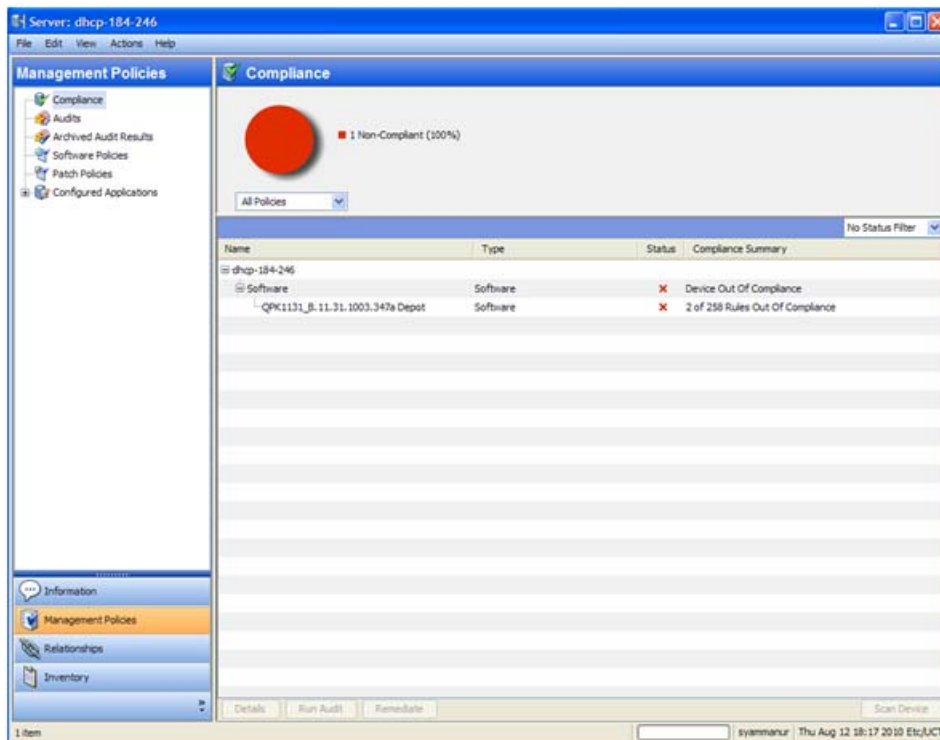 Server: dhcp-184-246
File Edit View Actions Help
Management Policies
Compliance
Audits
Archived Audit Results
Software Policies
Patch Policies
Configured Applications
Information
Management Policies
Relationships
Inventory
Compliance
1 Non-Compliant (100%)
All Policies
No Status Filter
Name Type Status Compliance Summary
dhcp-184-246
Software Software Device Out Of Compliance
QPK1131_B.11.31.1003.347a Depot Software 2 of 258 Rules Out Of Compliance
Details Run Audit Remediate Scan Device
1 item syammanur Thu Aug 12 18:17 2010 Etc/UCT